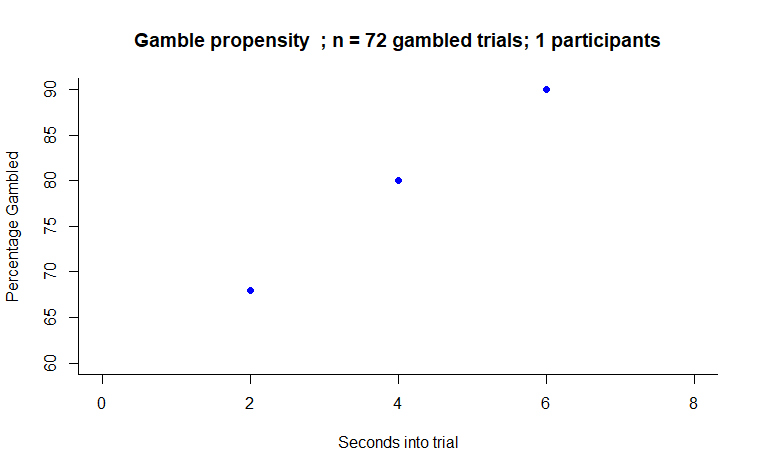 Gamble propensity  ; n = 72 gambled trials; 1 participants
Percentage Gambled
90
85
80
75
70
65
60
0 2 4 6 8
Seconds into trial